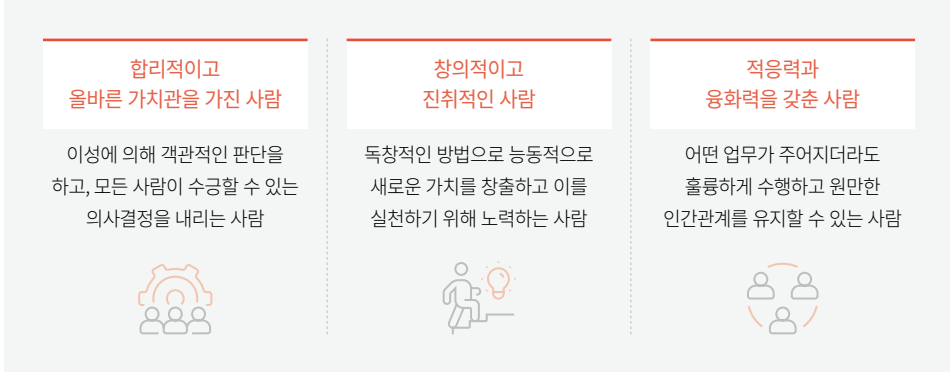 합리적이고
올바른 가치관을 가진 사람
이성에 의해 객관적인 판단을
하고, 모든 사람이 수긍할 수 있는
의사결정을 내리는 사람
창의적이고
진취적인 사람
독창적인 방법으로 능동적으로
새로운 가치를 창출하고 이를
실천하기 위해 노력하는 사람
적응력과
융화력을 갖춘 사람
어떤 업무가 주어지더라도
훌륭하게 수행하고 원만한
인간관계를 유지할 수 있는 사람